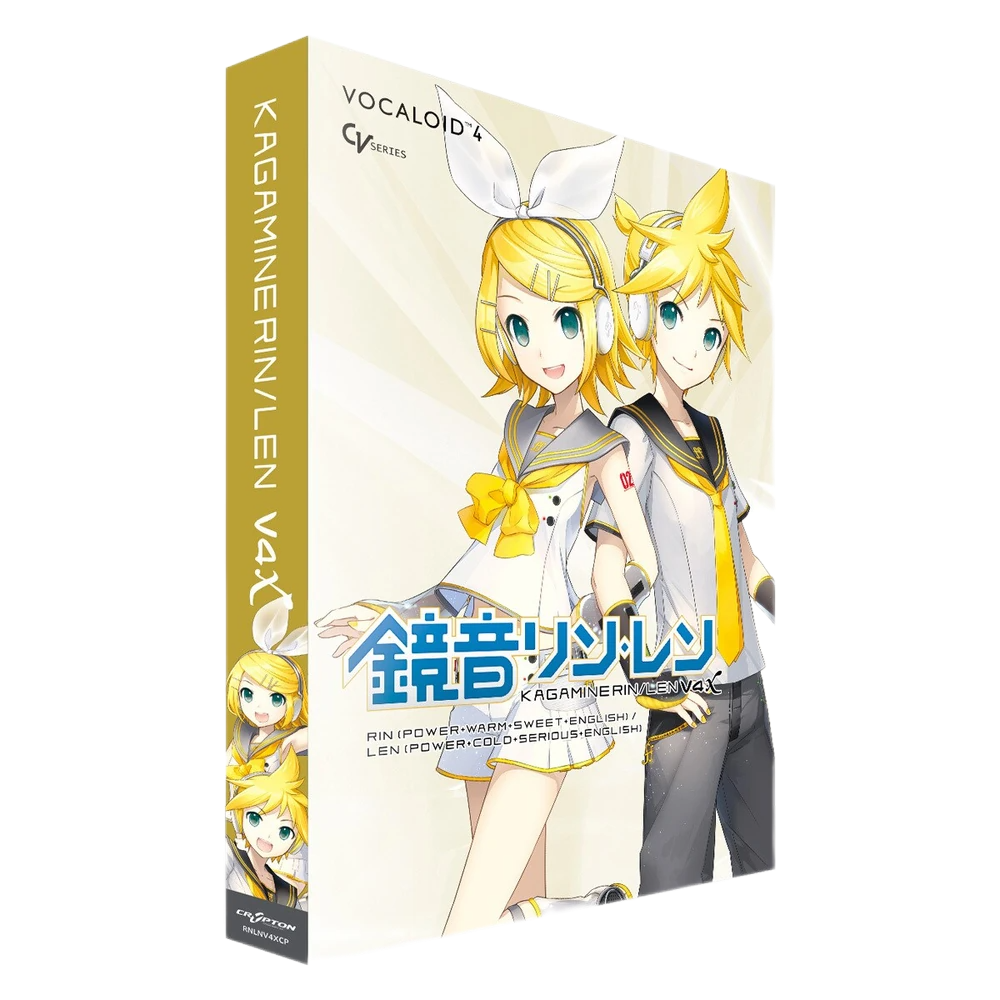 KAGAMINE RIN/LEN V4X
CRYPTON
RNLNV4XCP
VOCALOID™4
CV SERIES
02
鏡音リン・レン
KAGAMINE RIN/LEN V4X
RIN (POWER+WARM+SWEET+ENGLISH) /
LEN (POWER+COLD+SERIOUS+ENGLISH)